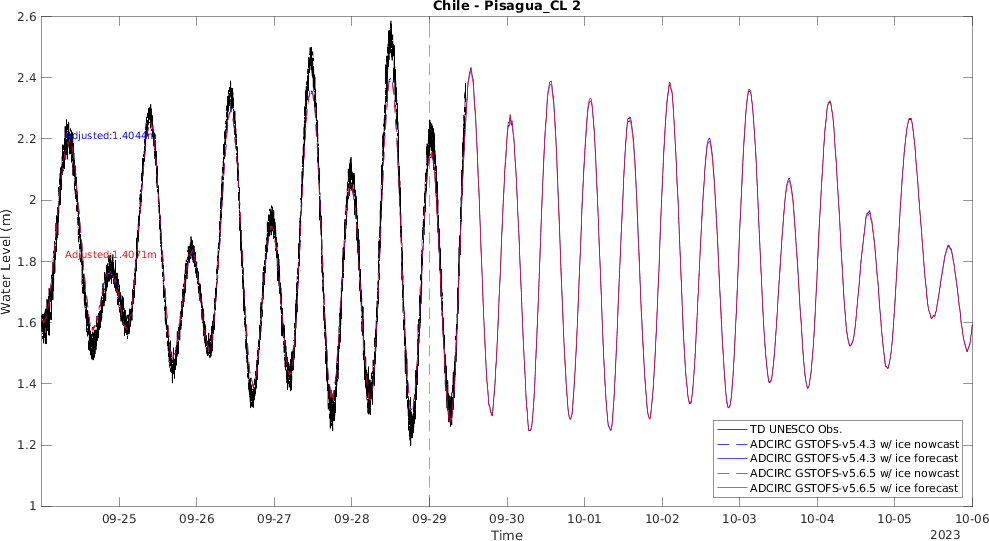 Chile - Pisagua_CL 2
2.6
2.4
2.2
2
1.8
1.6
1.4
1.2
1
Water Level (m)
Adjusted:1.4044m
Adjusted:1.4071m
TD UNESCO Obs.
ADCIRC GSTOFS-v5.4.3 w/ ice nowcast
ADCIRC GSTOFS-v5.4.3 w/ ice forecast
ADCIRC GSTOFS-v5.6.5 w/ ice nowcast
ADCIRC GSTOFS-v5.6.5 w/ ice forecast
09-25 09-26 09-27 09-28 09-29 09-30 10-01 10-02 10-03 10-04 10-05 10-06
Time
2023